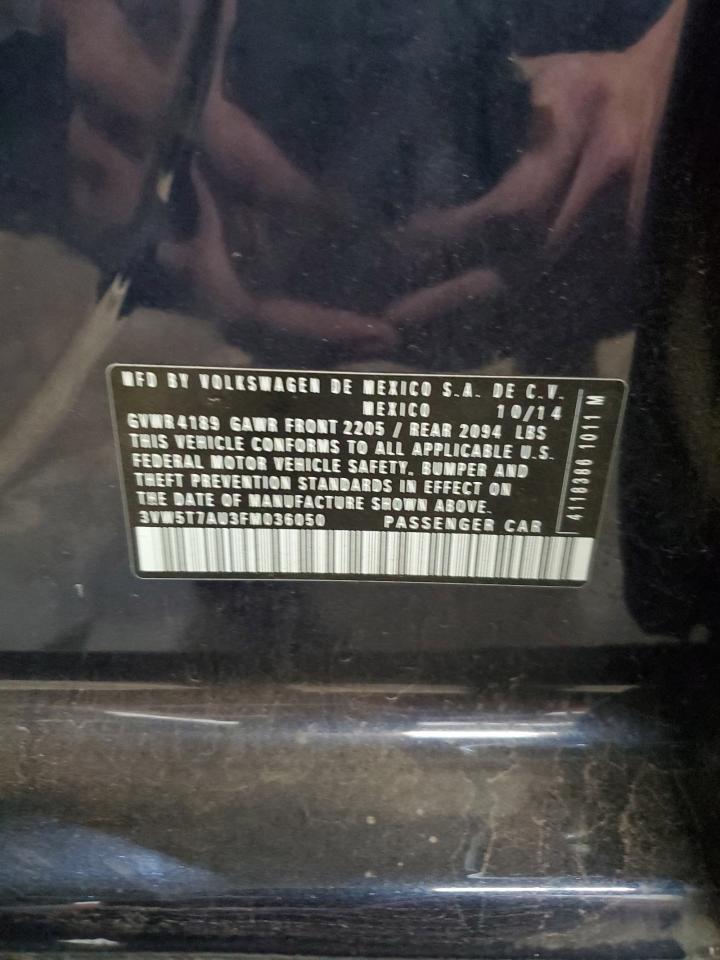 MFD BY VOLKSWAGEN DE MEXICO S.A. DE C.V.
MEXICO 10/14
GVWR 4189 GAWR FRONT 2205 / REAR 2094 LBS
THIS VEHICLE CONFORMS TO ALL APPLICABLE U.S.
FEDERAL MOTOR VEHICLE SAFETY, BUMPER AND
THEFT PREVENTION STANDARDS IN EFFECT ON
THE DATE OF MANUFACTURE SHOWN ABOVE.
3VW5T7AU3FM036050 PASSENGER CAR
4118386 1011 M